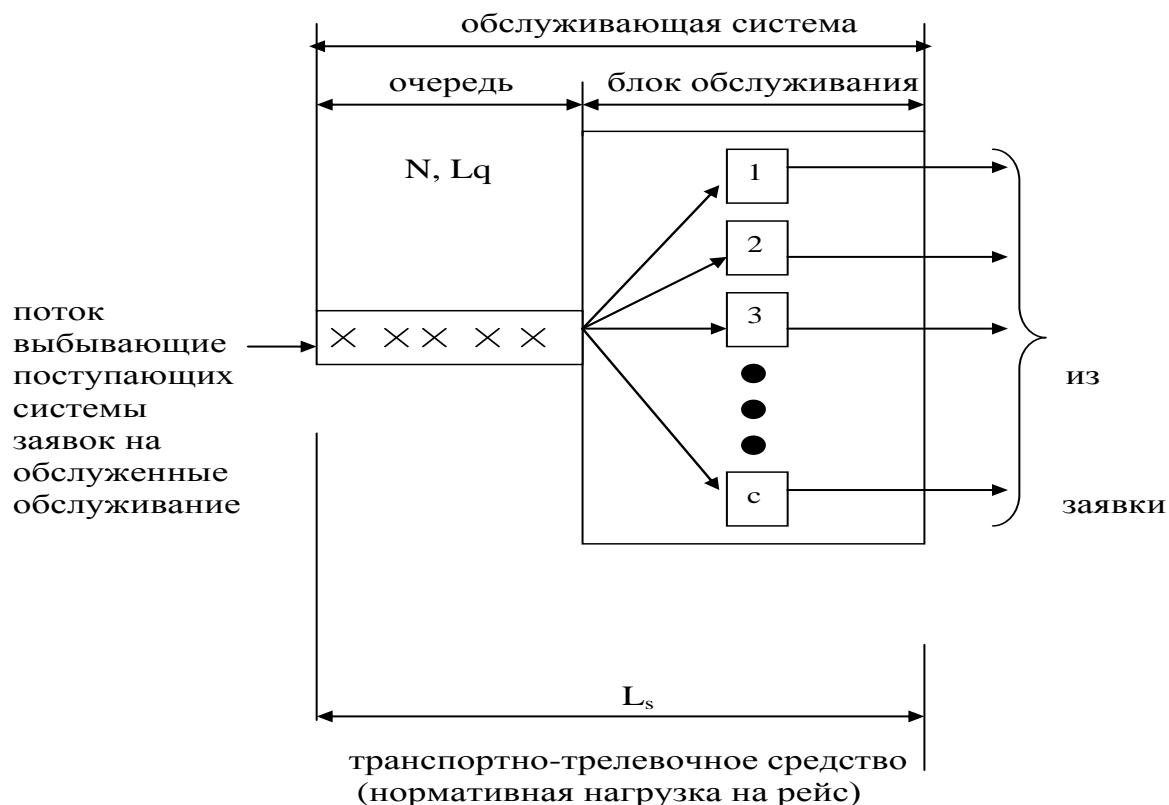 обслуживающая система
очередь
блок обслуживания
N, Lq
1
2
3
с
поток
выбывающие
поступающих
системы
заявок на
обслуженные
обслуживание
из
заявки
Ls
транспортно-трелевочное средство
(нормативная нагрузка на рейс)